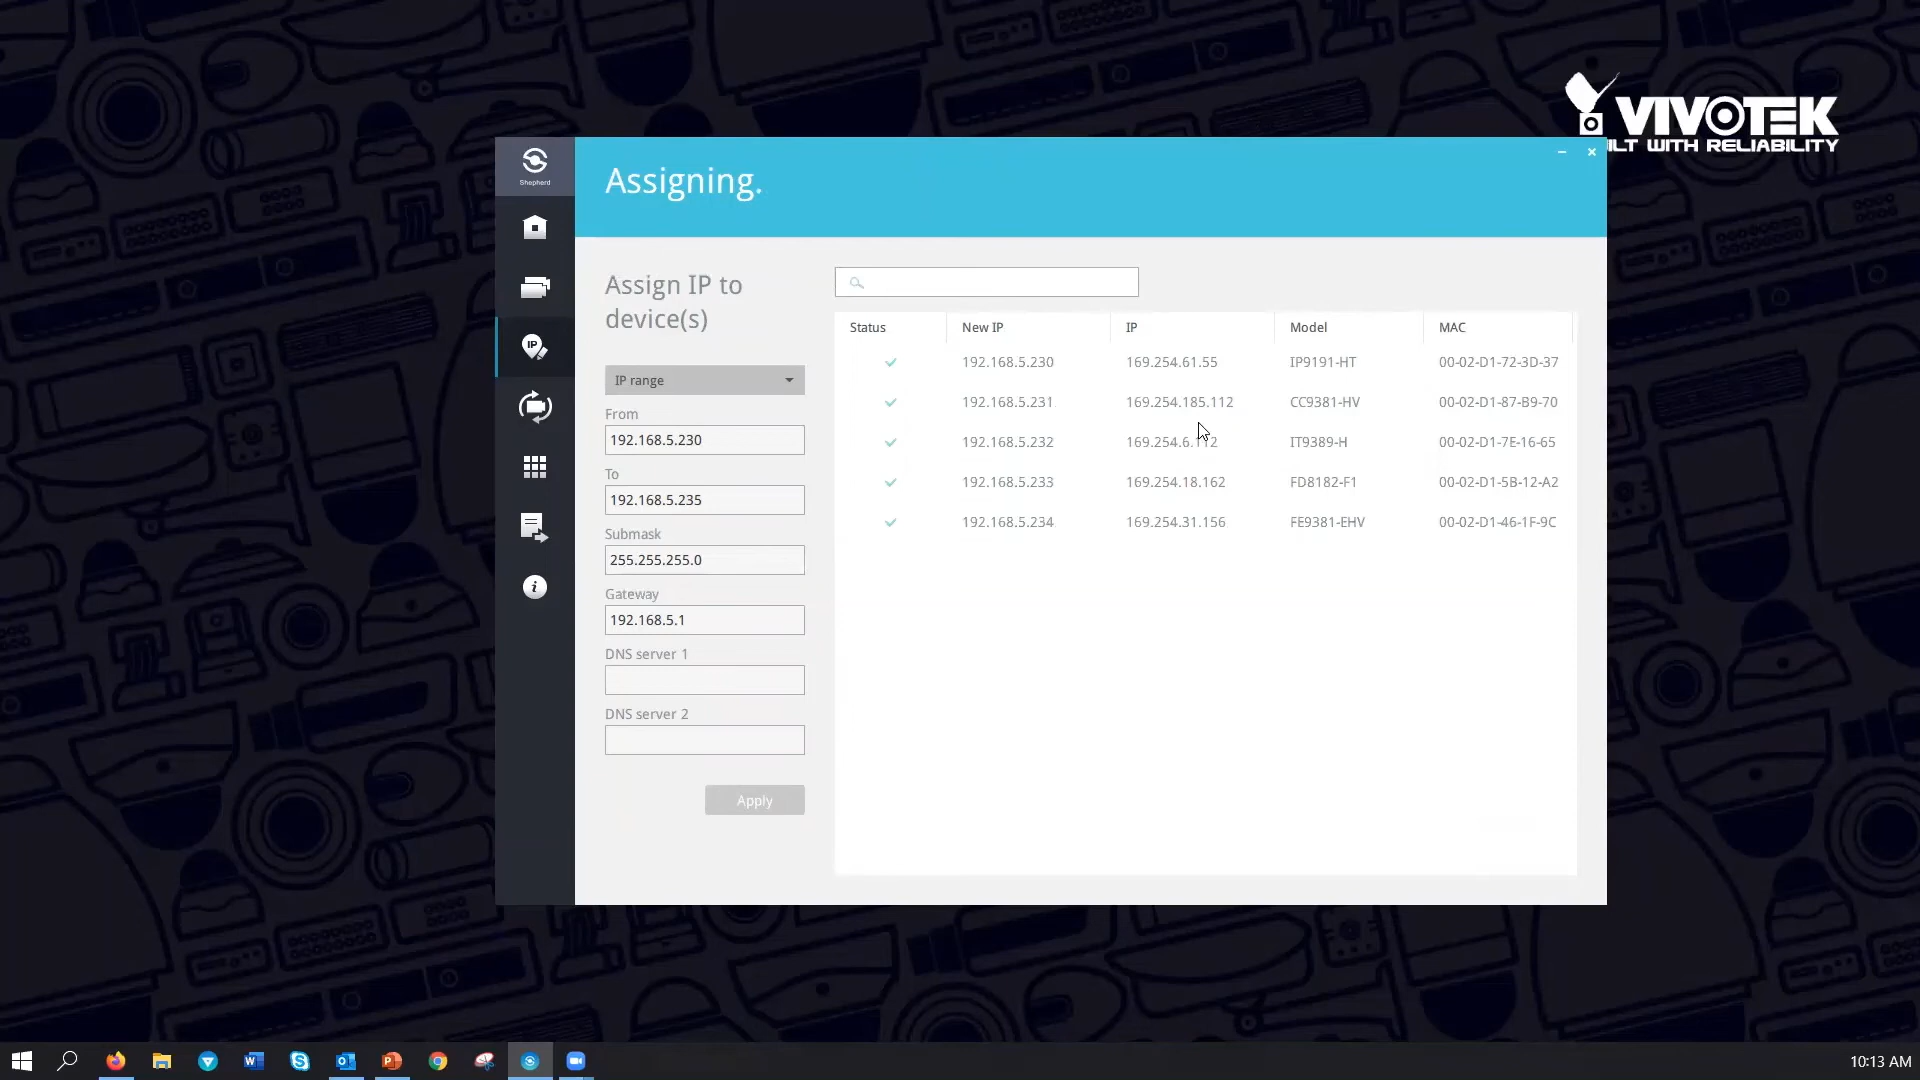 VIVOTEK
ILT WITH RELIABILITY
Shepherd
Assigning.
Assign IP to
device(s)
IP
IP range
From
192.168.5.230
To
192.168.5.235
Submask
255.255.255.0
Gateway
192.168.5.1
DNS server 1
DNS server 2
Apply
Status New IP IP Model MAC
192.168.5.230 169.254.61.55 IP9191-HT 00-02-D1-72-3D-37
192.168.5.231 169.254.185.112 CC9381-HV 00-02-D1-87-B9-70
192.168.5.232 169.254.6.112 IT9389-H 00-02-D1-7E-16-65
192.168.5.233 169.254.18.162 FD8182-F1 00-02-D1-5B-12-A2
192.168.5.234 169.254.31.156 FE9381-EHV 00-02-D1-46-1F-9C
10:13 AM